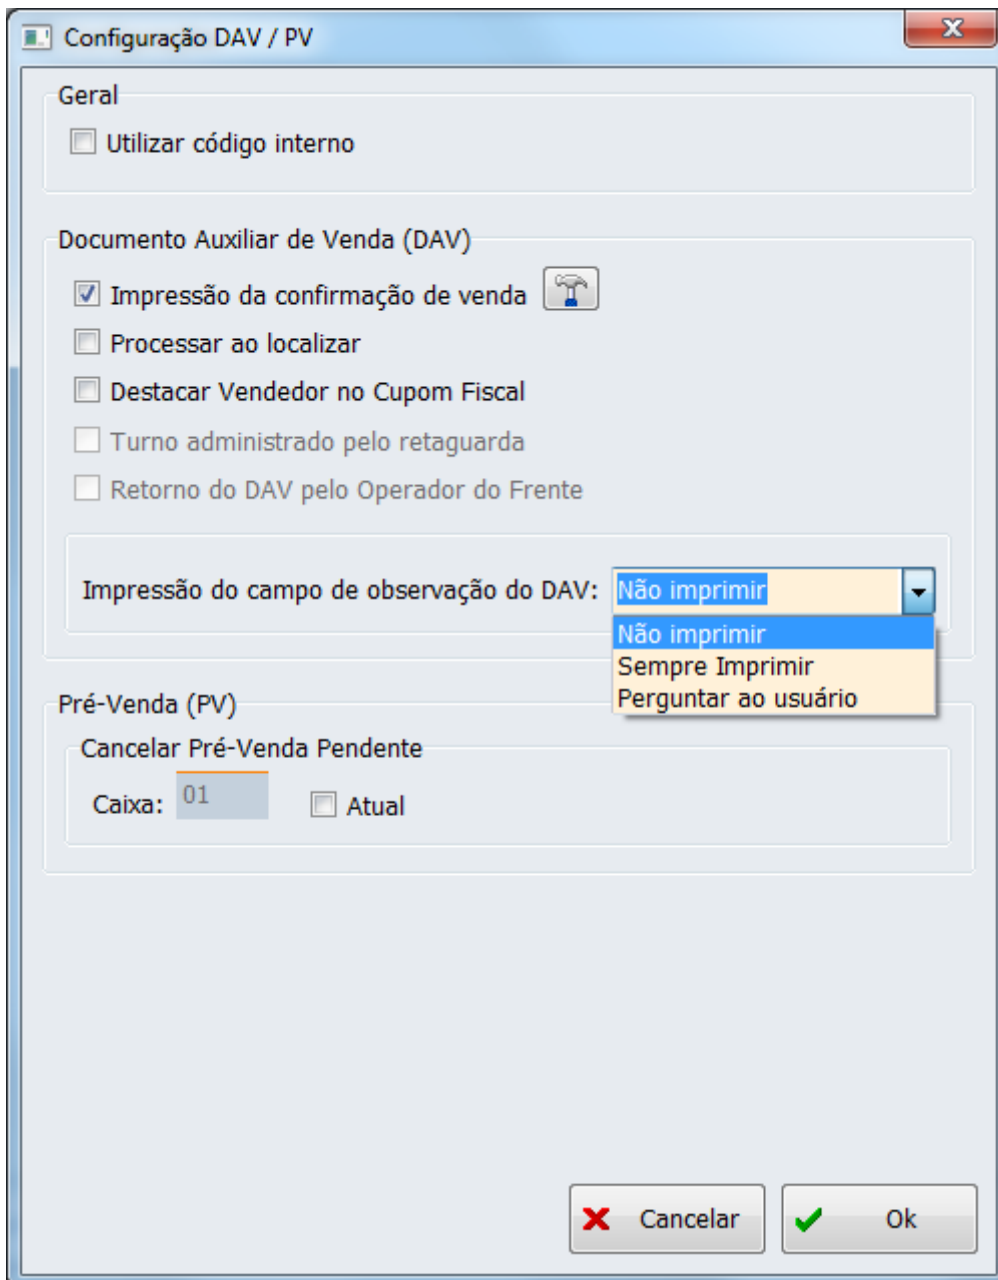 Configuração DAV / PV
Geral
Utilizar código interno
Documento Auxiliar de Venda (DAV)
Impressão da confirmação de venda
Processar ao localizar
Destacar Vendedor no Cupom Fiscal
Turno administrado pelo retaguarda
Retorno do DAV pelo Operador do Frente
Impressão do campo de observação do DAV: Não imprimir
Não imprimir
Sempre Imprimir
Perguntar ao usuário
Pré-Venda (PV)
Cancelar Pré-Venda Pendente
Caixa: 01 Atual
Cancelar Ok